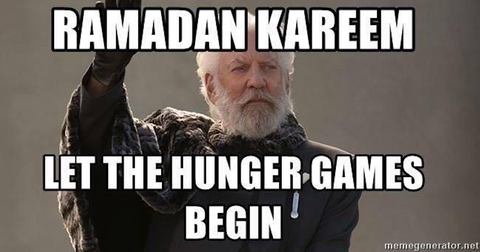 RAMADAN KAREEM
LET THE HUNGER GAMES
BEGIN
memegenerator.net